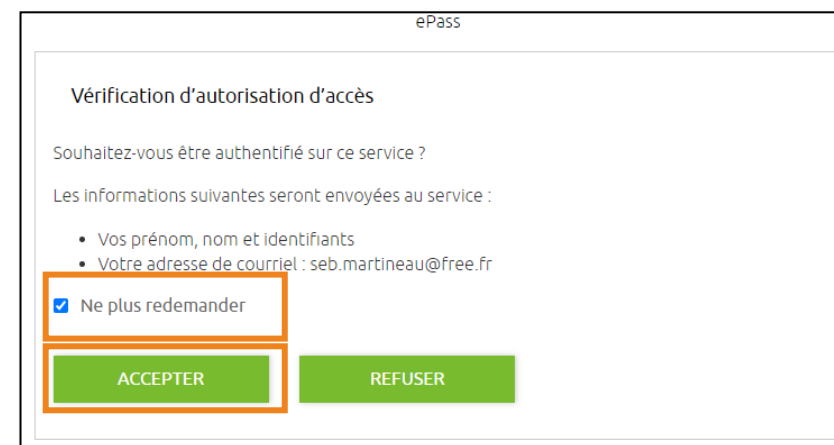 ePass
Vérification d'autorisation d'accès
Souhaitez-vous être authentifié sur ce service ?
Les informations suivantes seront envoyées au service :
• Vos prénom, nom et identifiants
• Votre adresse de courriel : seb.martineau@free.fr
Ne plus redemander
ACCEPTER REFUSER